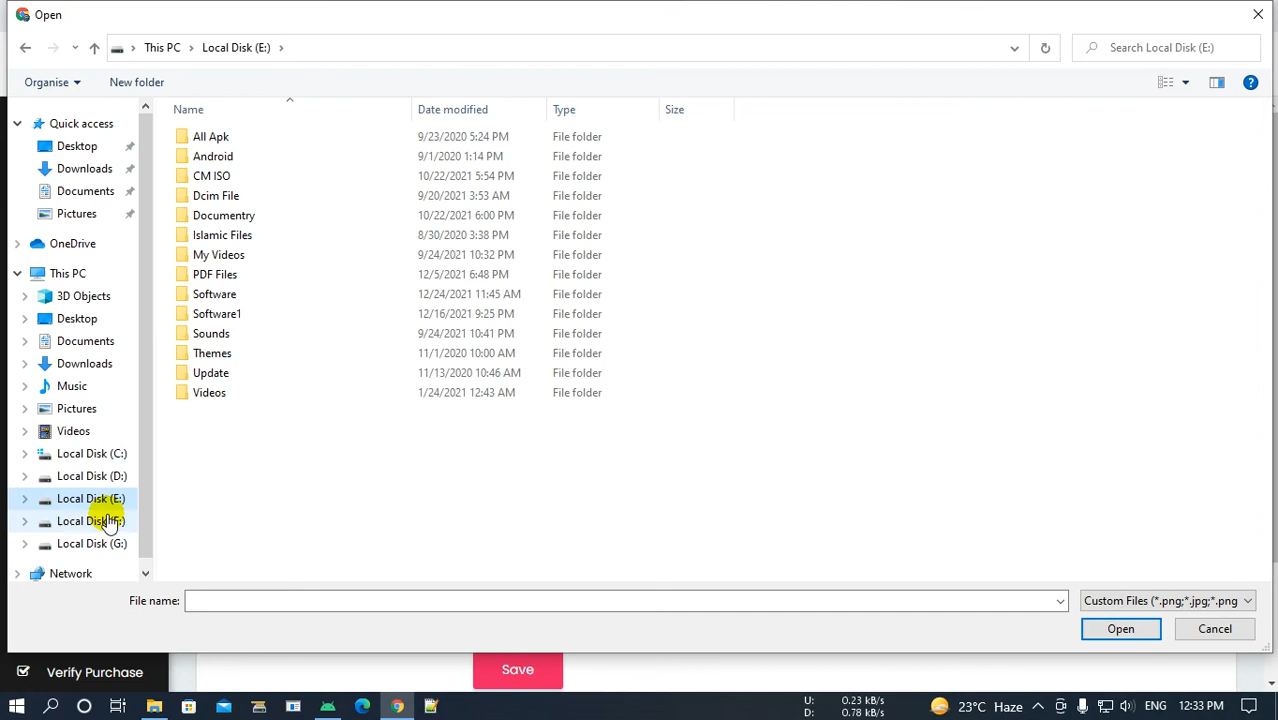 Open
This PC
Local Disk (E:)
Search Local Disk (E:)
Organise
New folder
Name
Date modified
Type
Size
Quick access
Desktop
Downloads
Documents
Pictures
OneDrive
This PC
3D Objects
Desktop
Documents
Downloads
Music
Pictures
Videos
Local Disk (C:)
Local Disk (D:)
Local Disk (E:)
Local Disk (F:)
Local Disk (G:)
Network
All Apk 9/23/2020 5:24 PM File folder
Android 9/1/2020 1:14 PM File folder
CM ISO 10/22/2021 5:54 PM File folder
Dcim File 9/20/2021 3:53 AM File folder
Documentry 10/22/2021 6:00 PM File folder
Islamic Files 8/30/2020 3:38 PM File folder
My Videos 9/24/2021 10:32 PM File folder
PDF Files 12/5/2021 6:48 PM File folder
Software 12/24/2021 11:45 AM File folder
Software1 12/16/2021 9:25 PM File folder
Sounds 9/24/2021 10:41 PM File folder
Themes 11/1/2020 10:00 AM File folder
Update 11/13/2020 10:46 AM File folder
Videos 1/24/2021 12:43 AM File folder
File name:
Custom Files (*.png;*.jpg;*.png
Open
Cancel
Verify Purchase
Save
U: 0.23 kB/s
D: 0.78 kB/s
23°C Haze
ENG
12:33 PM